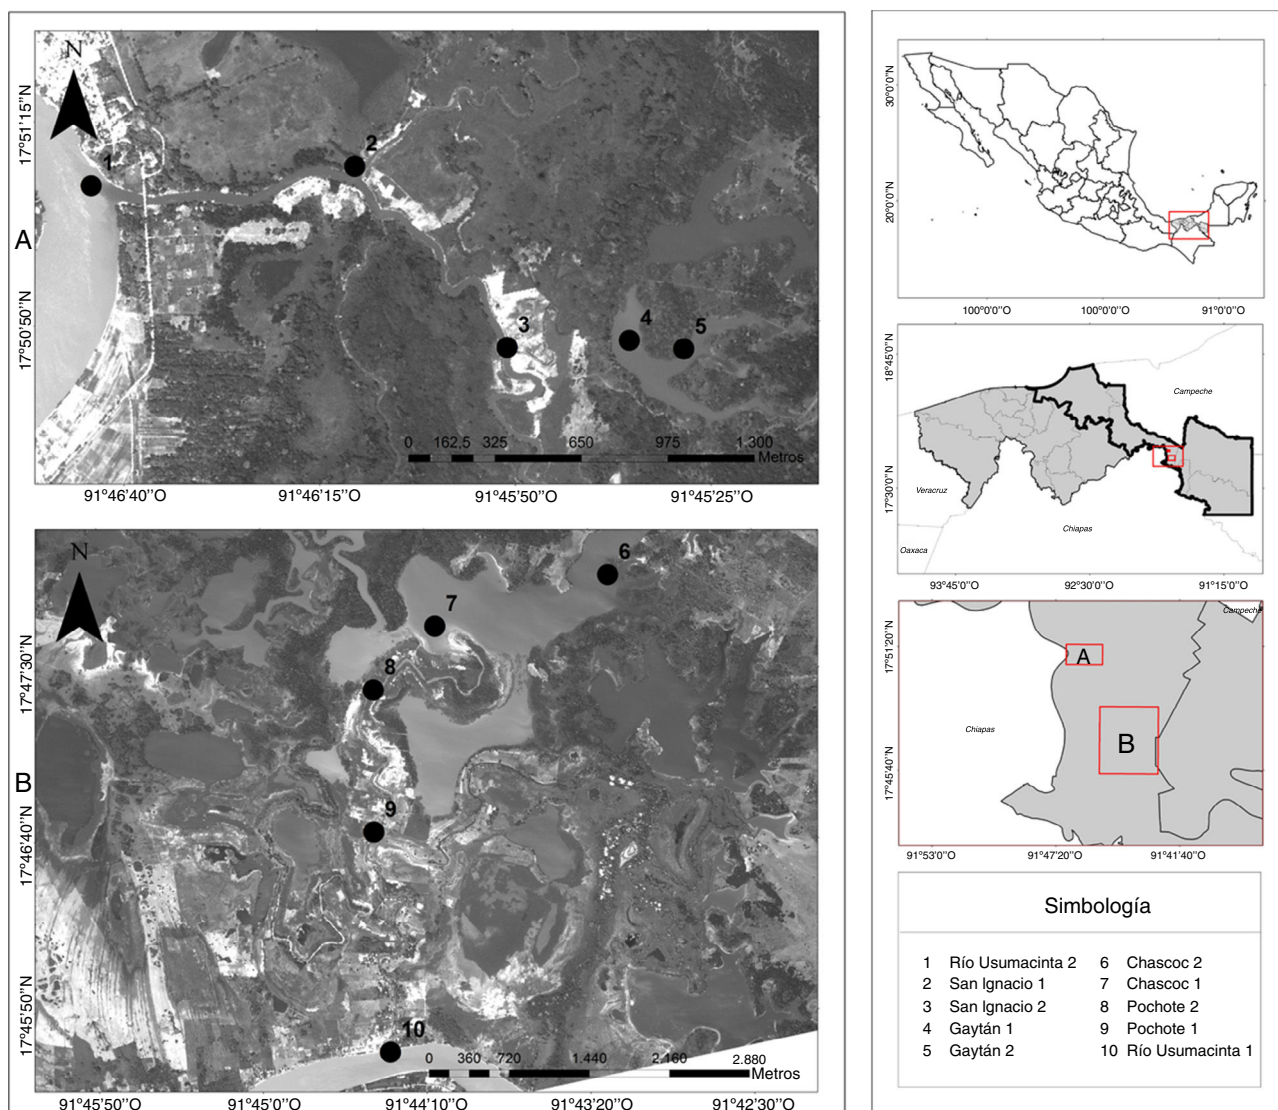 N
1
2
3
4
5
A
17°51'15''N
17°50'50''N
0 162,5 325 650 975 1.300
Metros
91°46'40''O 91°46'15''O 91°45'50''O 91°45'25''O
N
6
7
8
9
10
B
17°47'30''N
17°46'40''N
17°45'50''N
0 360 720 1.440 2.160 2.880
Metros
91°45'50''O 91°45'0''O 91°44'10''O 91°43'20''O 91°42'30''O
30°0'0''N
20°0'0''N
100°0'0''O 100°0'0''O 91°0'0''O
18°45'0''N
17°30'0''N
Campeche
Veracruz
Chiapas
Oaxaca
93°45'0''O 92°30'0''O 91°15'0''O
17°51'20''N
17°45'40''N
Campeche
A
Chiapas
B
91°53'0''O 91°47'20''O 91°41'40''O
Simbología
1 Río Usumacinta 2
2 San Ignacio 1
3 San Ignacio 2
4 Gaytán 1
5 Gaytán 2
6 Chascoc 2
7 Chascoc 1
8 Pochote 2
9 Pochote 1
10 Río Usumacinta 1